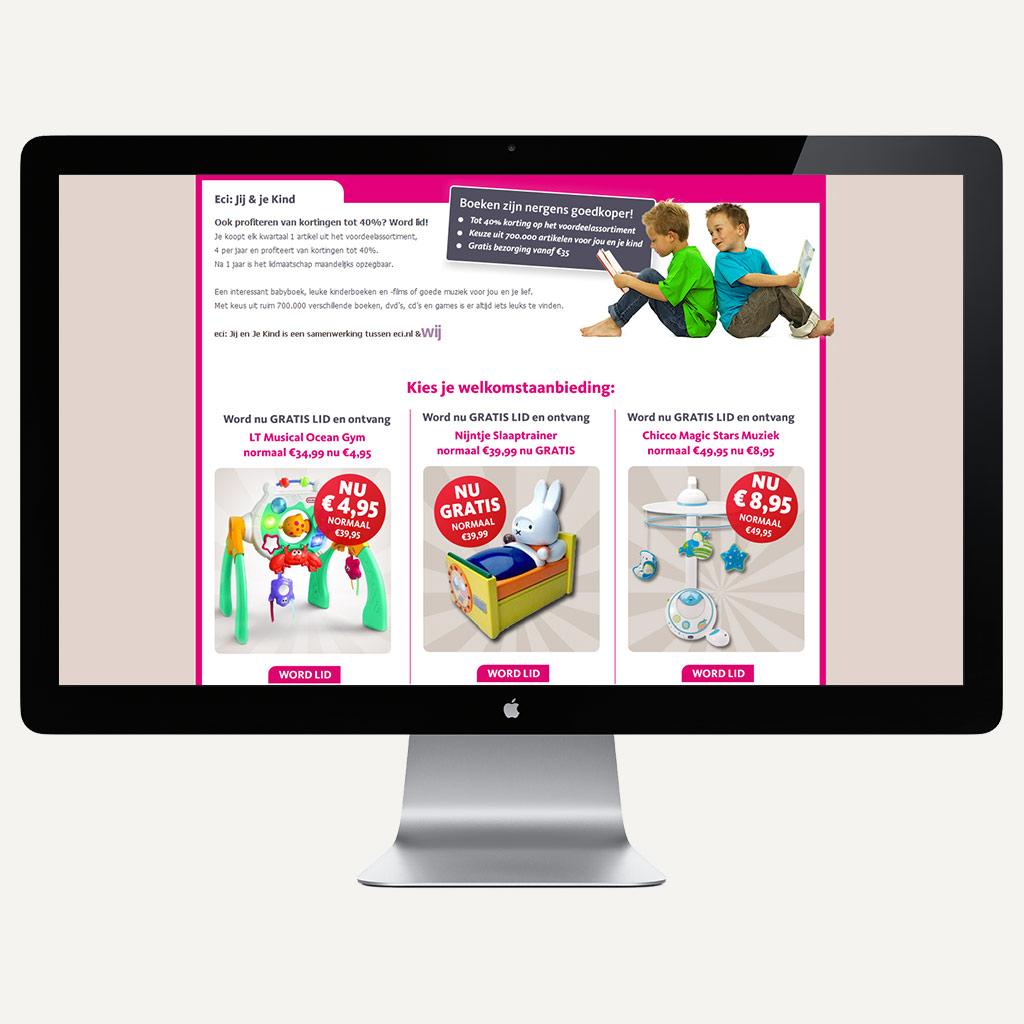 Eci: Jij & je Kind
Ook profiteren van kortingen tot 40%? Word lid!
Je koopt elk kwartaal 1 artikel uit het voordeelassortiment,
4 per jaar en profiteert van kortingen tot 40%.
Na 1 jaar is het lidmaatschap maandelijks opzegbaar.
Een interessant babyboek, leuke kinderboeken en -films of goede muziek voor jou en je lief.
Met keus uit ruim 700.000 verschillende boeken, dvd's, cd's en games is er altijd iets leuks te vinden.
eci: Jij en Je Kind is een samenwerking tussen eci.nl & wij
Boeken zijn nergens goedkoper!
• Tot 40% korting op het voordeelassortiment
• Keuze uit 700.000 artikelen voor jou en je kind
• Gratis bezorging vanaf €35
Kies je welkomstaanbieding:
Word nu GRATIS LID en ontvang
LT Musical Ocean Gym
normaal €34,99 nu €4,95
NU
€ 4,95
NORMAAL
€39,95
WORD LID
Word nu GRATIS LID en ontvang
Nijntje Slaaptrainer
normaal €39,99 nu GRATIS
NU
GRATIS
NORMAAL
€39,99
WORD LID
Word nu GRATIS LID en ontvang
Chicco Magic Stars Muziek
normaal €49,95 nu €8,95
NU
€ 8,95
NORMAAL
€49,95
WORD LID